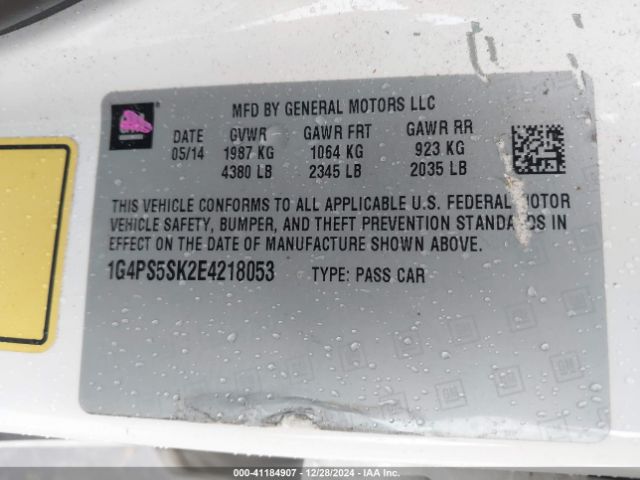 MFD BY GENERAL MOTORS LLC
DATE GVWR GAWR FRT GAWR RR
05/14 1987 KG 1064 KG 923 KG
4380 LB 2345 LB 2035 LB
THIS VEHICLE CONFORMS TO ALL APPLICABLE U.S. FEDERAL MOTOR
VEHICLE SAFETY, BUMPER, AND THEFT PREVENTION STANDARDS IN
EFFECT ON THE DATE OF MANUFACTURE SHOWN ABOVE.
1G4PS5SK2E4218053 TYPE: PASS CAR
000-41184907 - 12/28/2024 - IAA Inc.